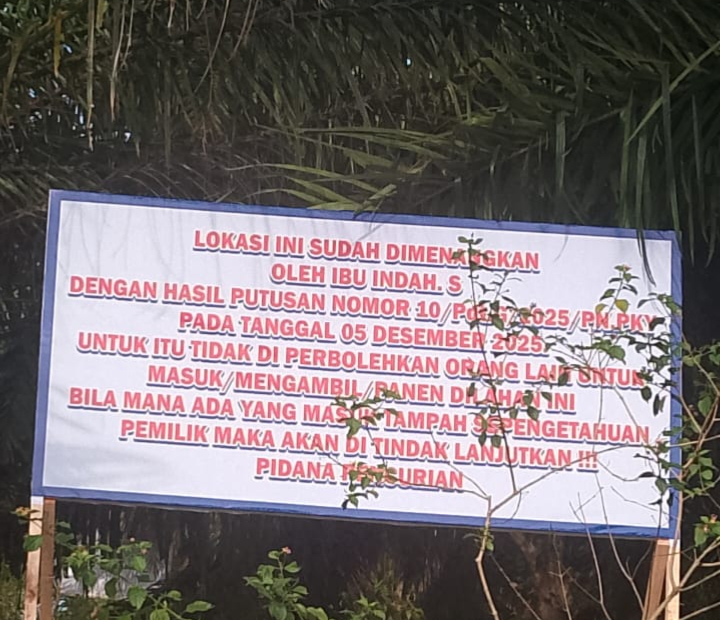 LOKASI INI SUDAH DIMENANGKAN
OLEH IBU INDAH. S
DENGAN HASIL PUTUSAN NOMOR 10/Pdt.G/2025/PN.PKY
PADA TANGGAL 05 DESEMBER 2025.
UNTUK ITU TIDAK DI PERBOLEHKAN ORANG LAIN UNTUK
MASUK/MENGAMBIL/PANEN DILAHAN INI
BILA MANA ADA YANG MASUK TAMPAH SEPENGETAHUAN
PEMILIK MAKA AKAN DI TINDAK LANJUTKAN !!!
PIDANA PENCURIAN